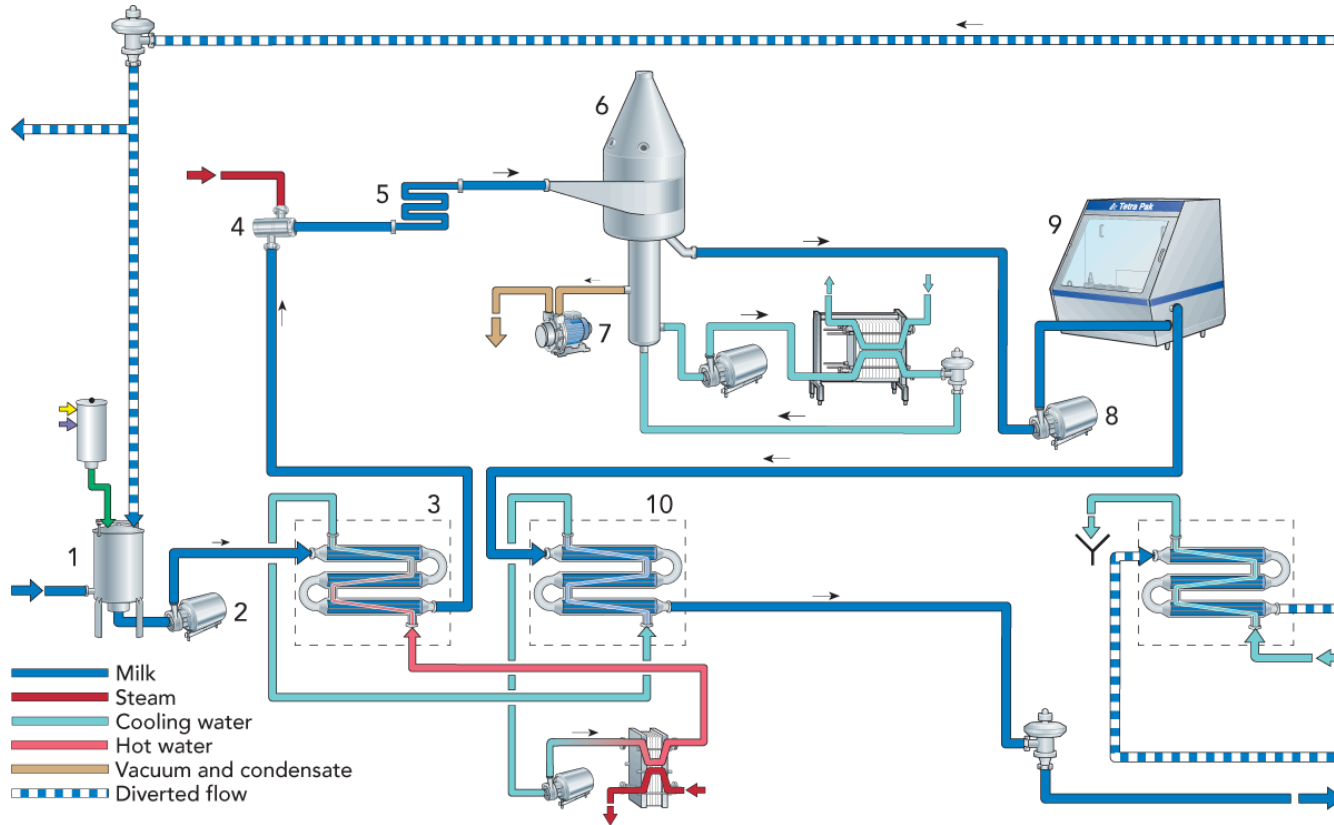 6
5
4
9
Tetra Pak
7
8
3
10
1
2
Milk
Steam
Cooling water
Hot water
Vacuum and condensate
Diverted flow